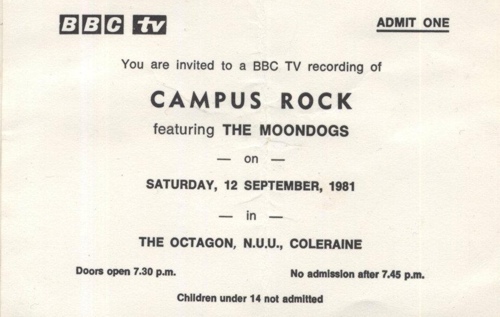 BBC tv ADMIT ONE
You are invited to a BBC TV recording of
CAMPUS ROCK
featuring THE MOONDOGS
— on —
SATURDAY, 12 SEPTEMBER, 1981
— in —
THE OCTAGON, N.U.U., COLERAINE
Doors open 7.30 p.m. No admission after 7.45 p.m.
Children under 14 not admitted